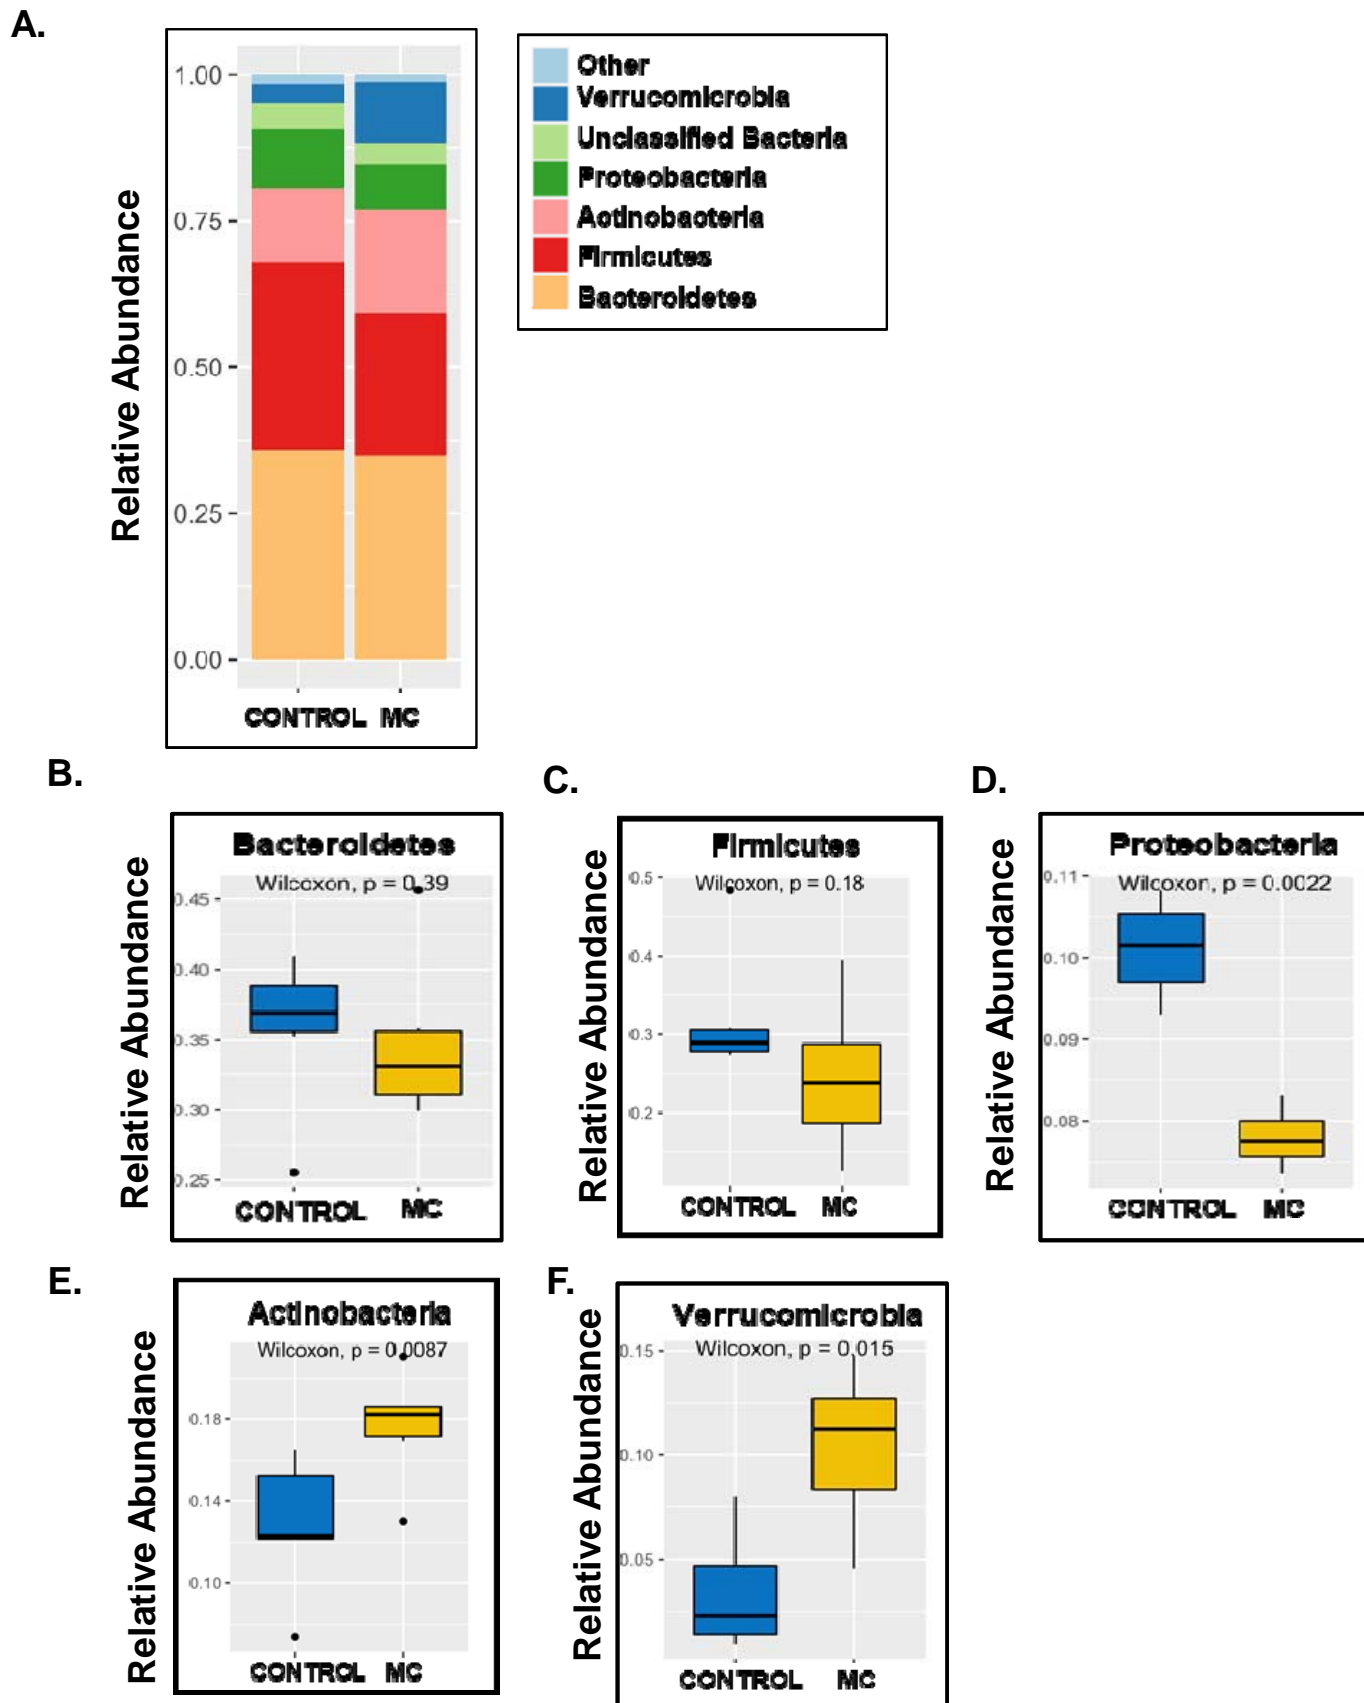 A.
Relative Abundance
1.00
0.75
0.50
0.25
0.00
CONTROL MC
Other
Verrucomicrobia
Unclassified Bacteria
Proteobacteria
Actinobacteria
Firmicutes
Bacteroidetes
B.
Relative Abundance
Bacteroidetes
Wilcoxon, p = 0.39
0.45
0.40
0.35
0.30
0.25
CONTROL MC
C.
Relative Abundance
Firmicutes
Wilcoxon, p = 0.18
0.5
0.4
0.3
0.2
CONTROL MC
D.
Relative Abundance
Proteobacteria
Wilcoxon, p = 0.0022
0.11
0.10
0.09
0.08
CONTROL MC
E.
Relative Abundance
Actinobacteria
Wilcoxon, p = 0.0087
0.18
0.14
0.10
CONTROL MC
F.
Relative Abundance
Verrucomicrobia
Wilcoxon, p = 0.015
0.15
0.10
0.05
CONTROL MC